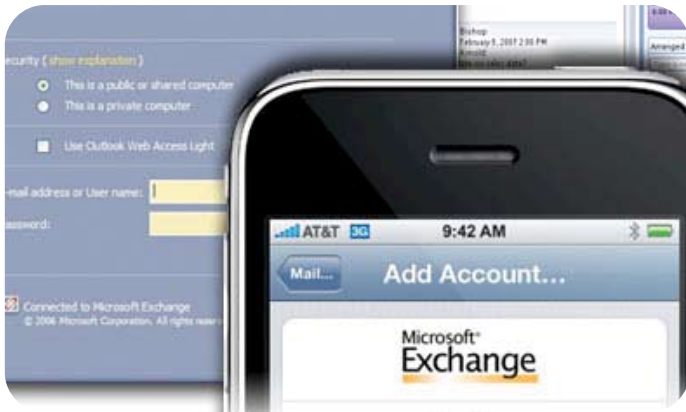 ecurity ( show explanation )
This is a public or shared computer
This is a private computer
Use Outlook Web Access Light
-mail address or User name:
assword:
Connected to Microsoft Exchange
© 2006 Microsoft Corporation. All rights
Bishop
February 9, 2007 2:00 PM
Arranged
AT&T 3G 9:42 AM
Mail... Add Account...
Microsoft
Exchange